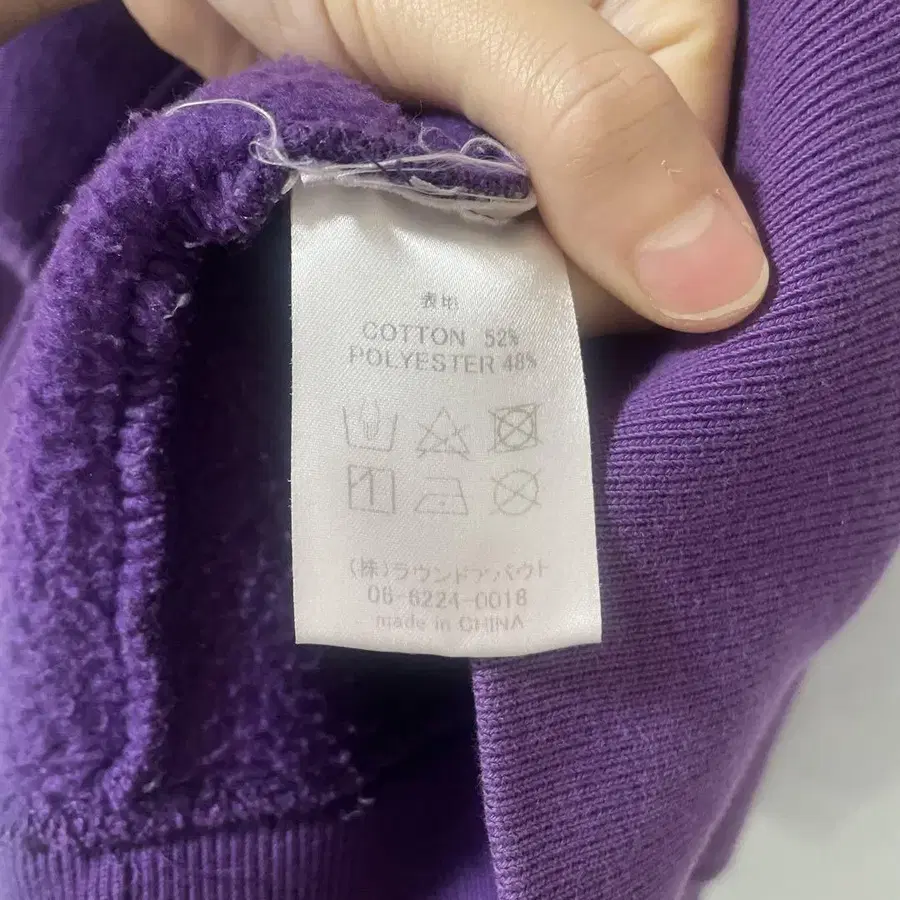 表地
COTTON 52%
POLYESTER 48%
(株)ラウンドアバウト
06-6224-0018
made in CHINA